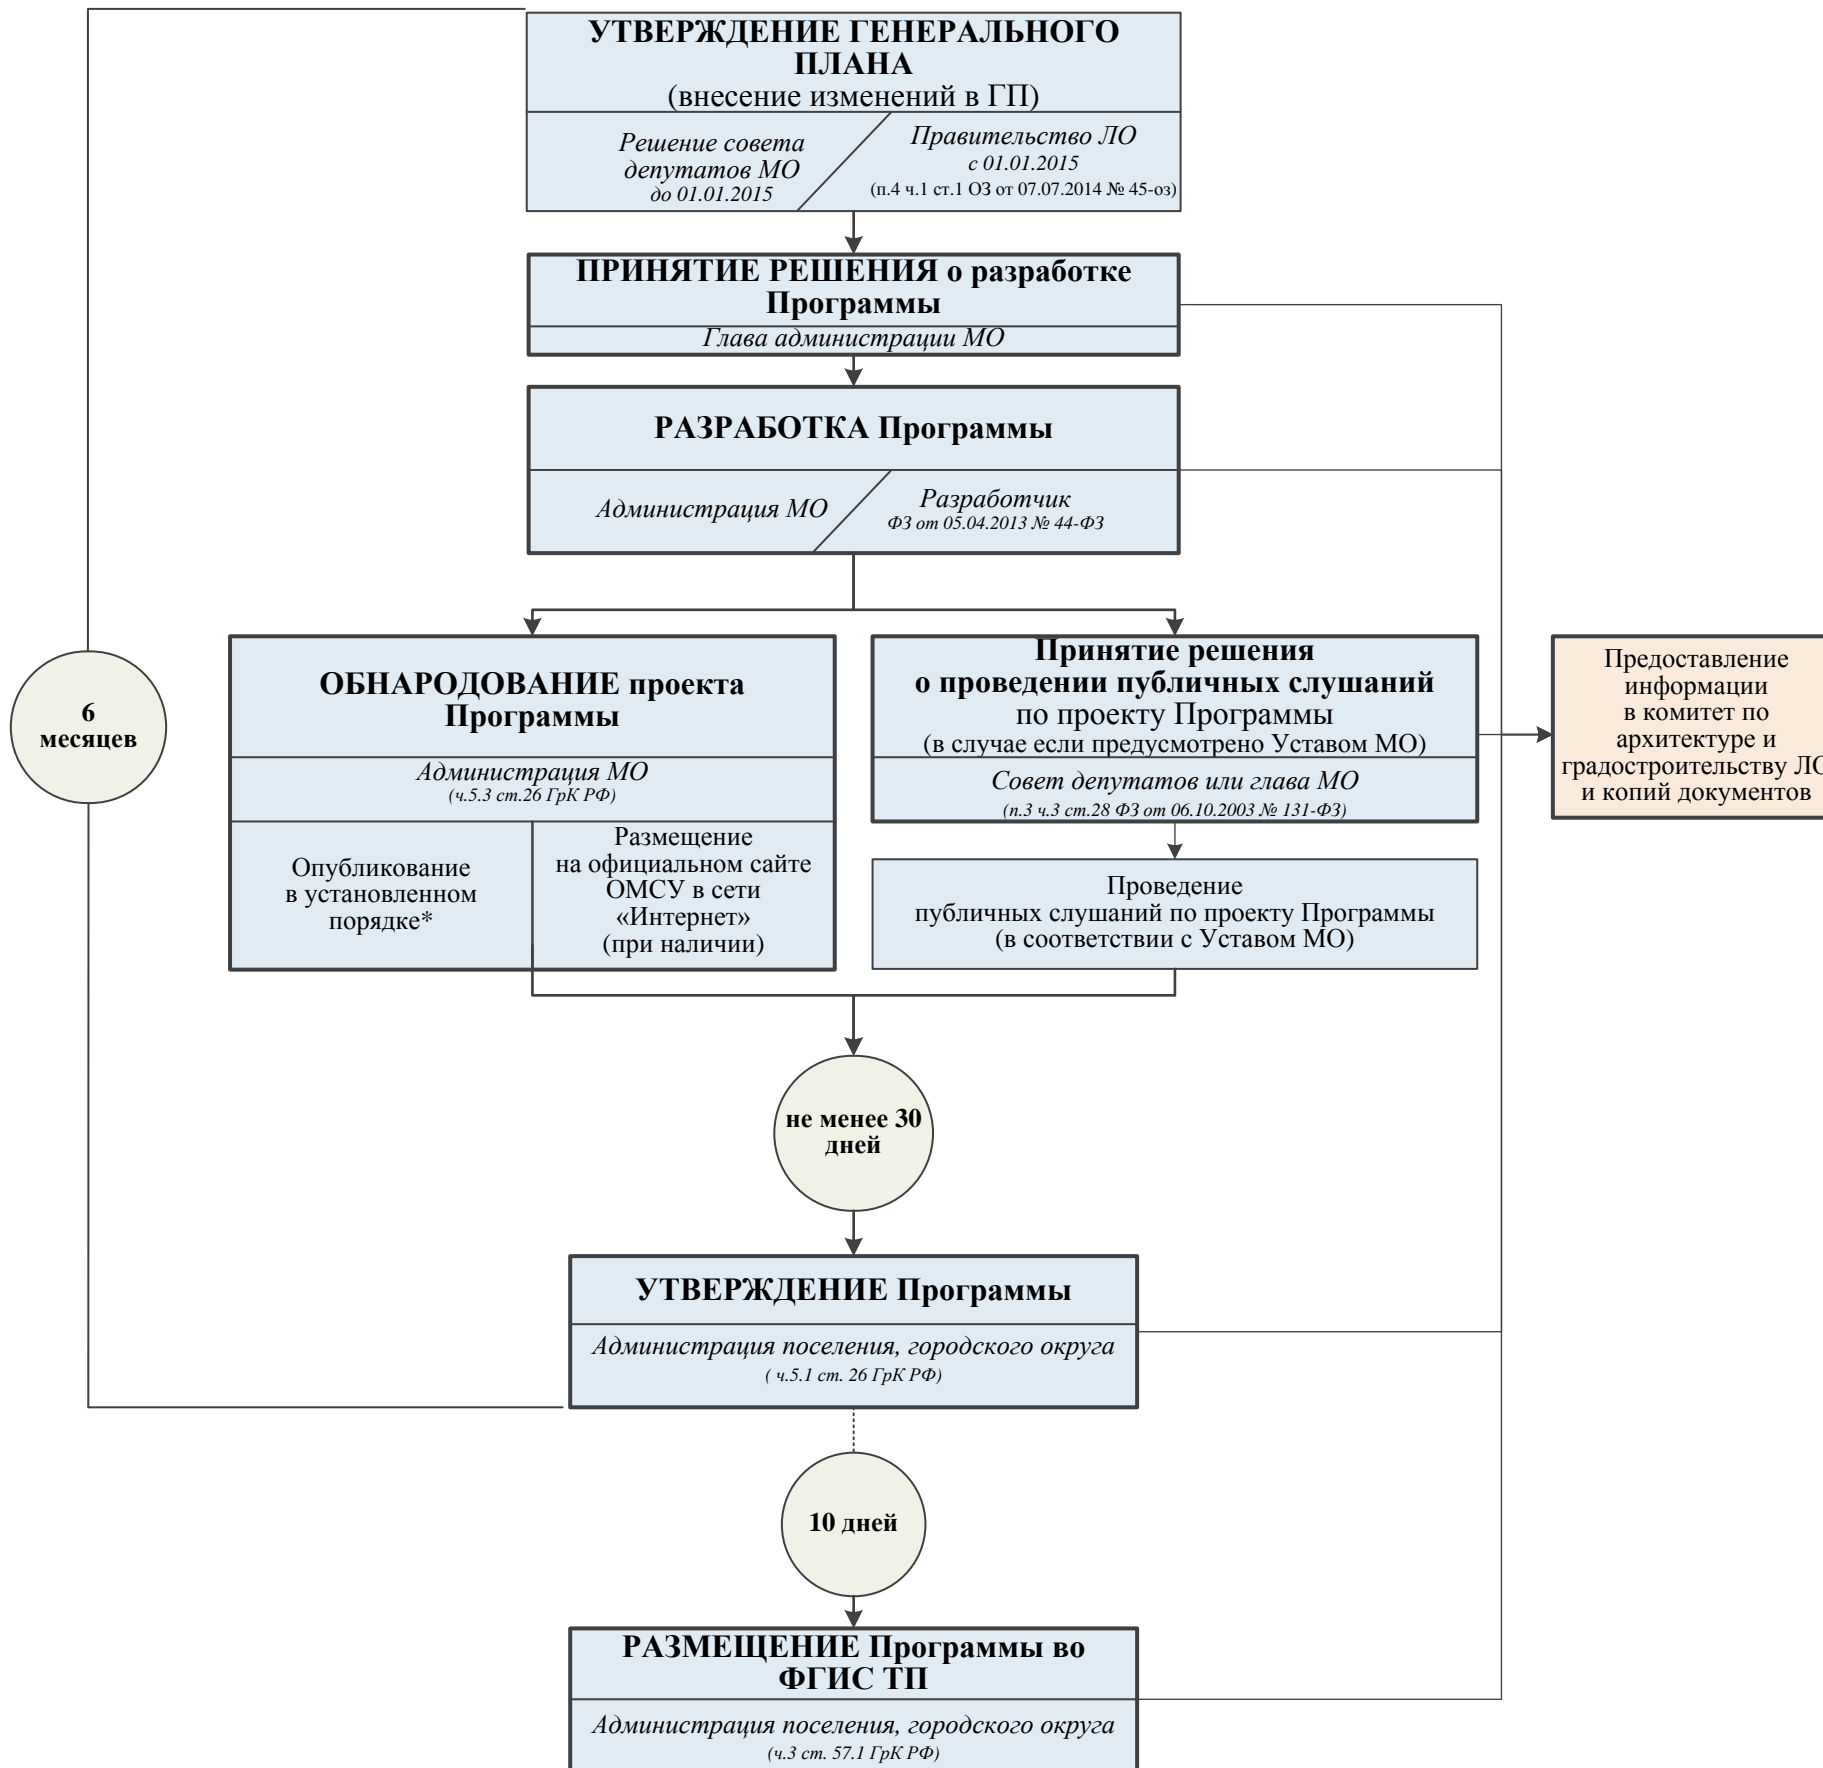 УТВЕРЖДЕНИЕ ГЕНЕРАЛЬНОГО
ПЛАНА
(внесение изменений в ГП)
Решение совета
депутатов МО
до 01.01.2015
Правительство ЛО
с 01.01.2015
(п.4 ч.1 ст.1 ОЗ от 07.07.2014 № 45-оз)
ПРИНЯТИЕ РЕШЕНИЯ о разработке
Программы
Глава администрации МО
РАЗРАБОТКА Программы
Администрация МО
Разработчик
ФЗ от 05.04.2013 № 44-ФЗ
6
месяцев
ОБНАРОДОВАНИЕ проекта
Программы
Администрация МО
(ч.5.3 ст.26 ГрК РФ)
Опубликование
в установленном
порядке*
Размещение
на официальном сайте
ОМСУ в сети
«Интернет»
(при наличии)
Принятие решения
о проведении публичных слушаний
по проекту Программы
(в случае если предусмотрено Уставом МО)
Совет депутатов или глава МО
(п.3 ч.3 ст.28 ФЗ от 06.10.2003 № 131-ФЗ)
Проведение
публичных слушаний по проекту Программы
(в соответствии с Уставом МО)
Предоставление
информации
в комитет по
архитектуре и
градостроительству ЛО
и копий документов
не менее 30
дней
УТВЕРЖДЕНИЕ Программы
Администрация поселения, городского округа
( ч.5.1 ст. 26 ГрК РФ)
10 дней
РАЗМЕЩЕНИЕ Программы во
ФГИС ТП
Администрация поселения, городского округа
(ч.3 ст. 57.1 ГрК РФ)